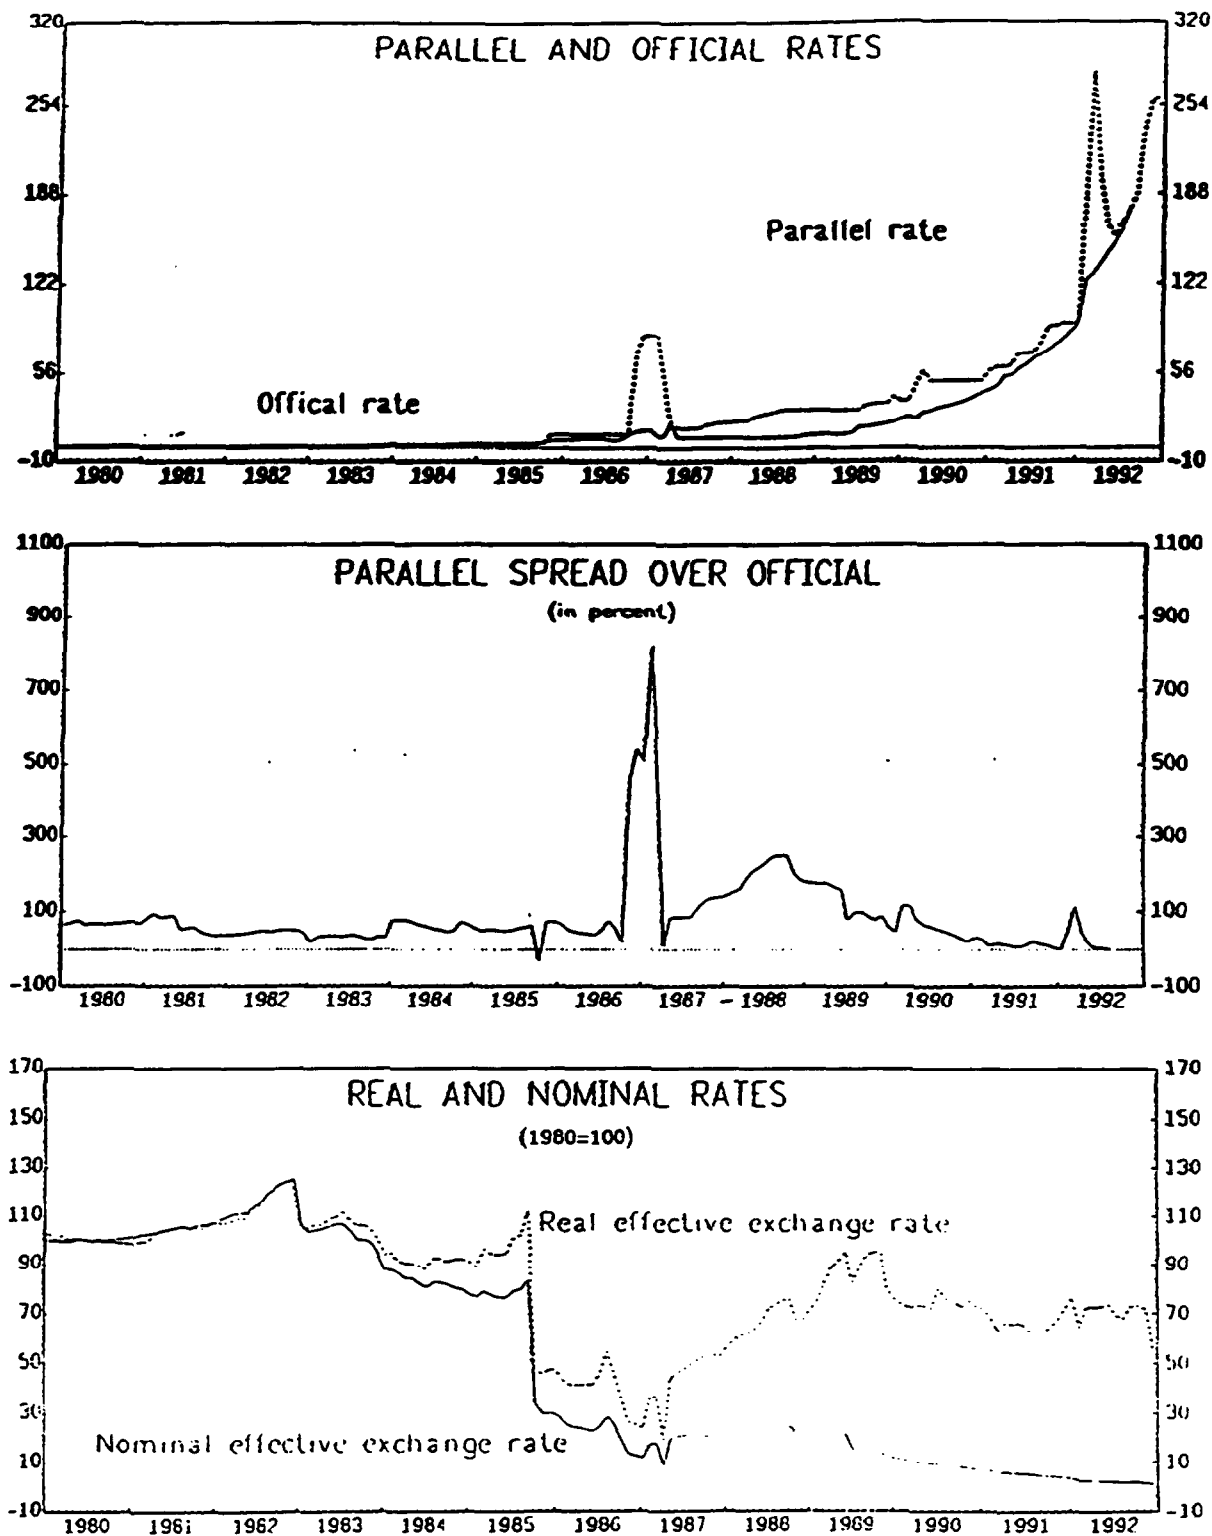 PARALLEL AND OFFICIAL RATES
320 320
254 254
188 188
Parallel rate
122 122
56 56
Offical rate
-10 -10
1980 1981 1982 1983 1984 1985 1986 1987 1988 1989 1990 1991 1992
1100 1100
PARALLEL SPREAD OVER OFFICIAL
(in percent)
900 900
700 700
500 500
300 300
100 100
-100 -100
1980 1981 1982 1983 1984 1985 1986 1987 - 1988 1989 1990 1991 1992
170 170
REAL AND NOMINAL RATES
150 150
(1980=100)
130 130
110 Real effective exchange rate 110
90 90
70 70
50 50
30 30
Nominal effective exchange rate
10 10
-10 -10
1980 1981 1982 1983 1984 1985 1986 1987 1988 1989 1990 1991 1992